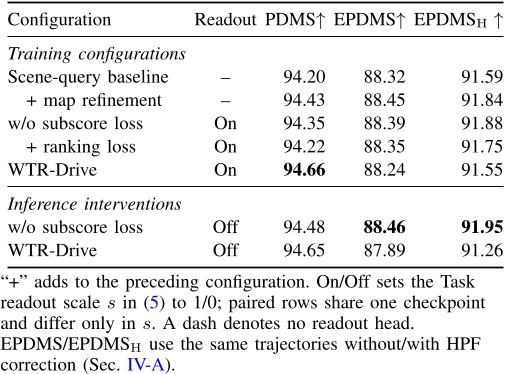 Configuration Readout PDMS↑ EPDMS↑ EPDMS_H ↑
Training configurations
Scene-query baseline – 94.20 88.32 91.59
+ map refinement – 94.43 88.45 91.84
w/o subscore loss On 94.35 88.39 91.88
+ ranking loss On 94.22 88.35 91.75
WTR-Drive On 94.66 88.24 91.55
Inference interventions
w/o subscore loss Off 94.48 88.46 91.95
WTR-Drive Off 94.65 87.89 91.26
“+” adds to the preceding configuration. On/Off sets the Task
readout scale s in (5) to 1/0; paired rows share one checkpoint
and differ only in s. A dash denotes no readout head.
EPDMS/EPDMS_H use the same trajectories without/with HPF
correction (Sec. IV-A).